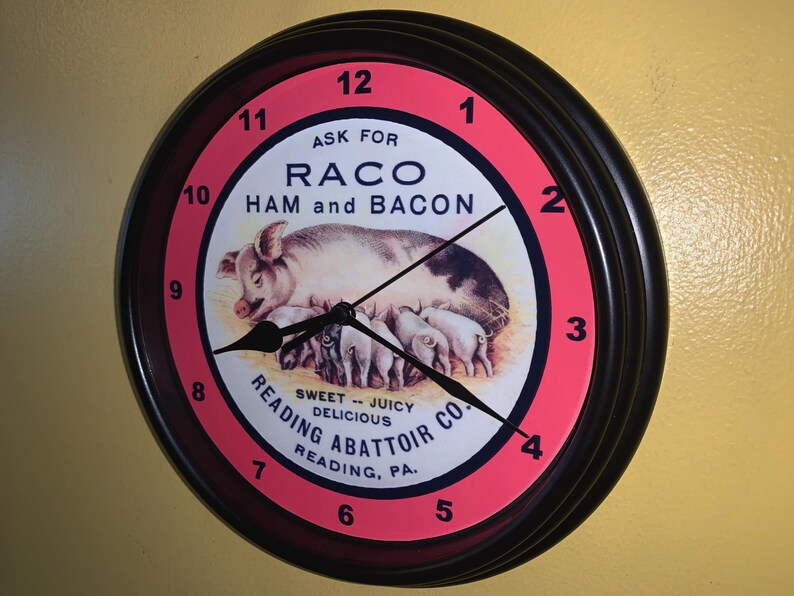 12
11
1
10
2
9
3
8
4
7
6
5
ASK FOR
RACO
HAM and BACON
SWEET -- JUICY
DELICIOUS
READING ABATTOIR CO.
READING, PA.